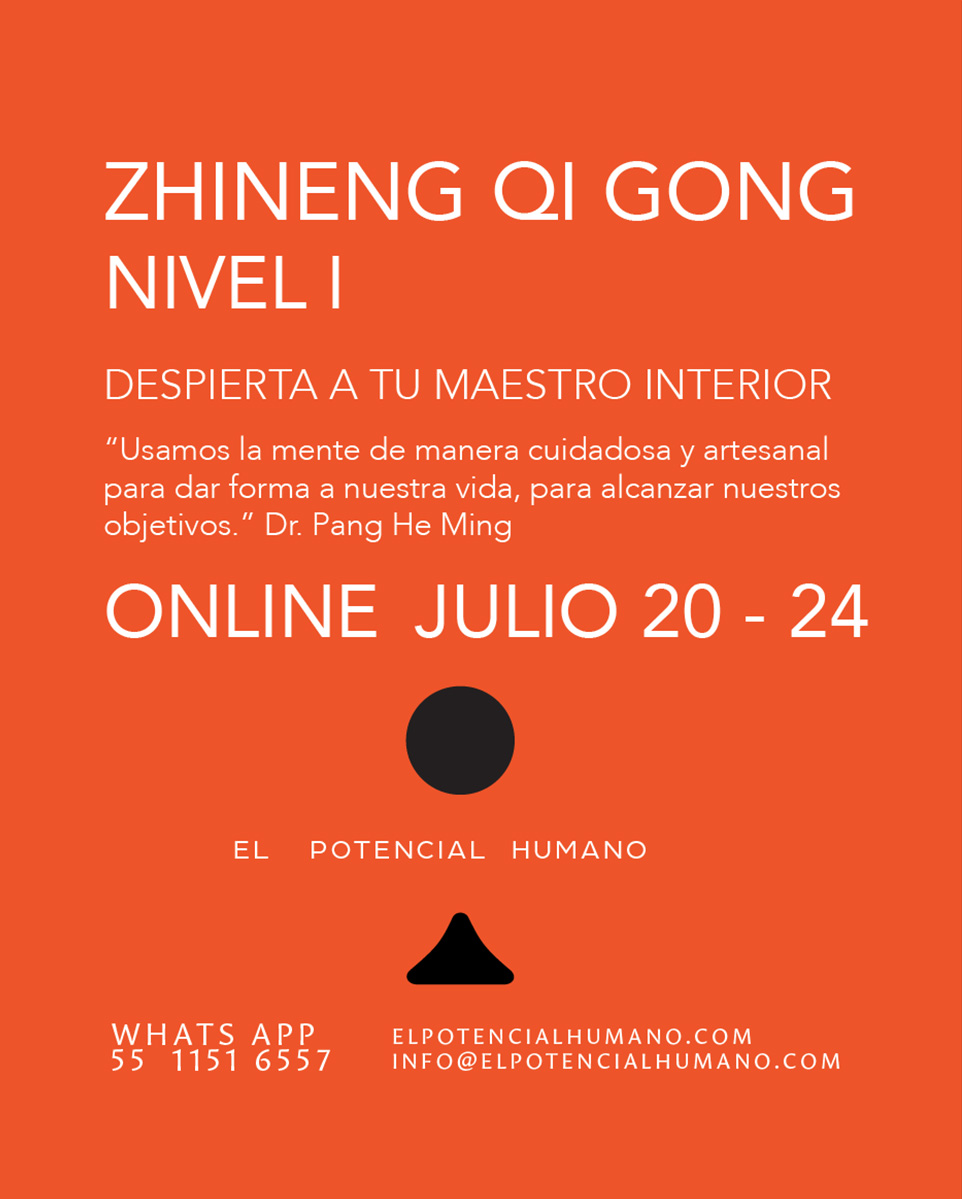 ZHINENG QI GONG
NIVEL I
DESPIERTA A TU MAESTRO INTERIOR
“Usamos la mente de manera cuidadosa y artesanal
para dar forma a nuestra vida, para alcanzar nuestros
objetivos.” Dr. Pang He Ming
ONLINE JULIO 20 - 24
EL POTENCIAL HUMANO
WHATS APP
55 1151 6557
ELPOTENCIALHUMANO.COM
INFO@ELPOTENCIALHUMANO.COM